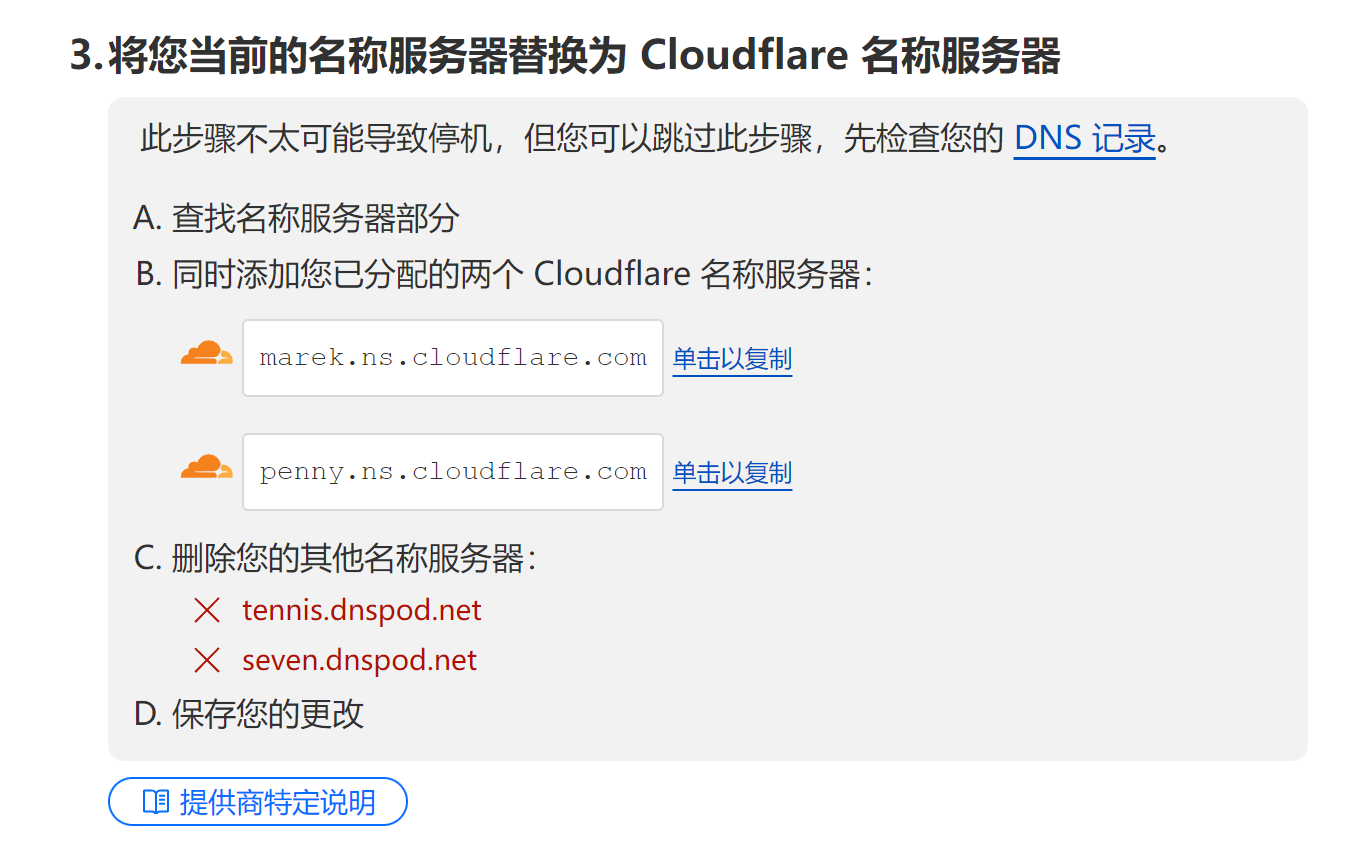 3. 将您当前的名称服务器替换为 Cloudflare 名称服务器
此步骤不太可能导致停机，但您可以跳过此步骤，先检查您的 DNS 记录。
A. 查找名称服务器部分
B. 同时添加您已分配的两个 Cloudflare 名称服务器：
marek.ns.cloudflare.com 单击以复制
penny.ns.cloudflare.com 单击以复制
C. 删除您的其他名称服务器：
tennis.dnspod.net
seven.dnspod.net
D. 保存您的更改
提供商特定说明